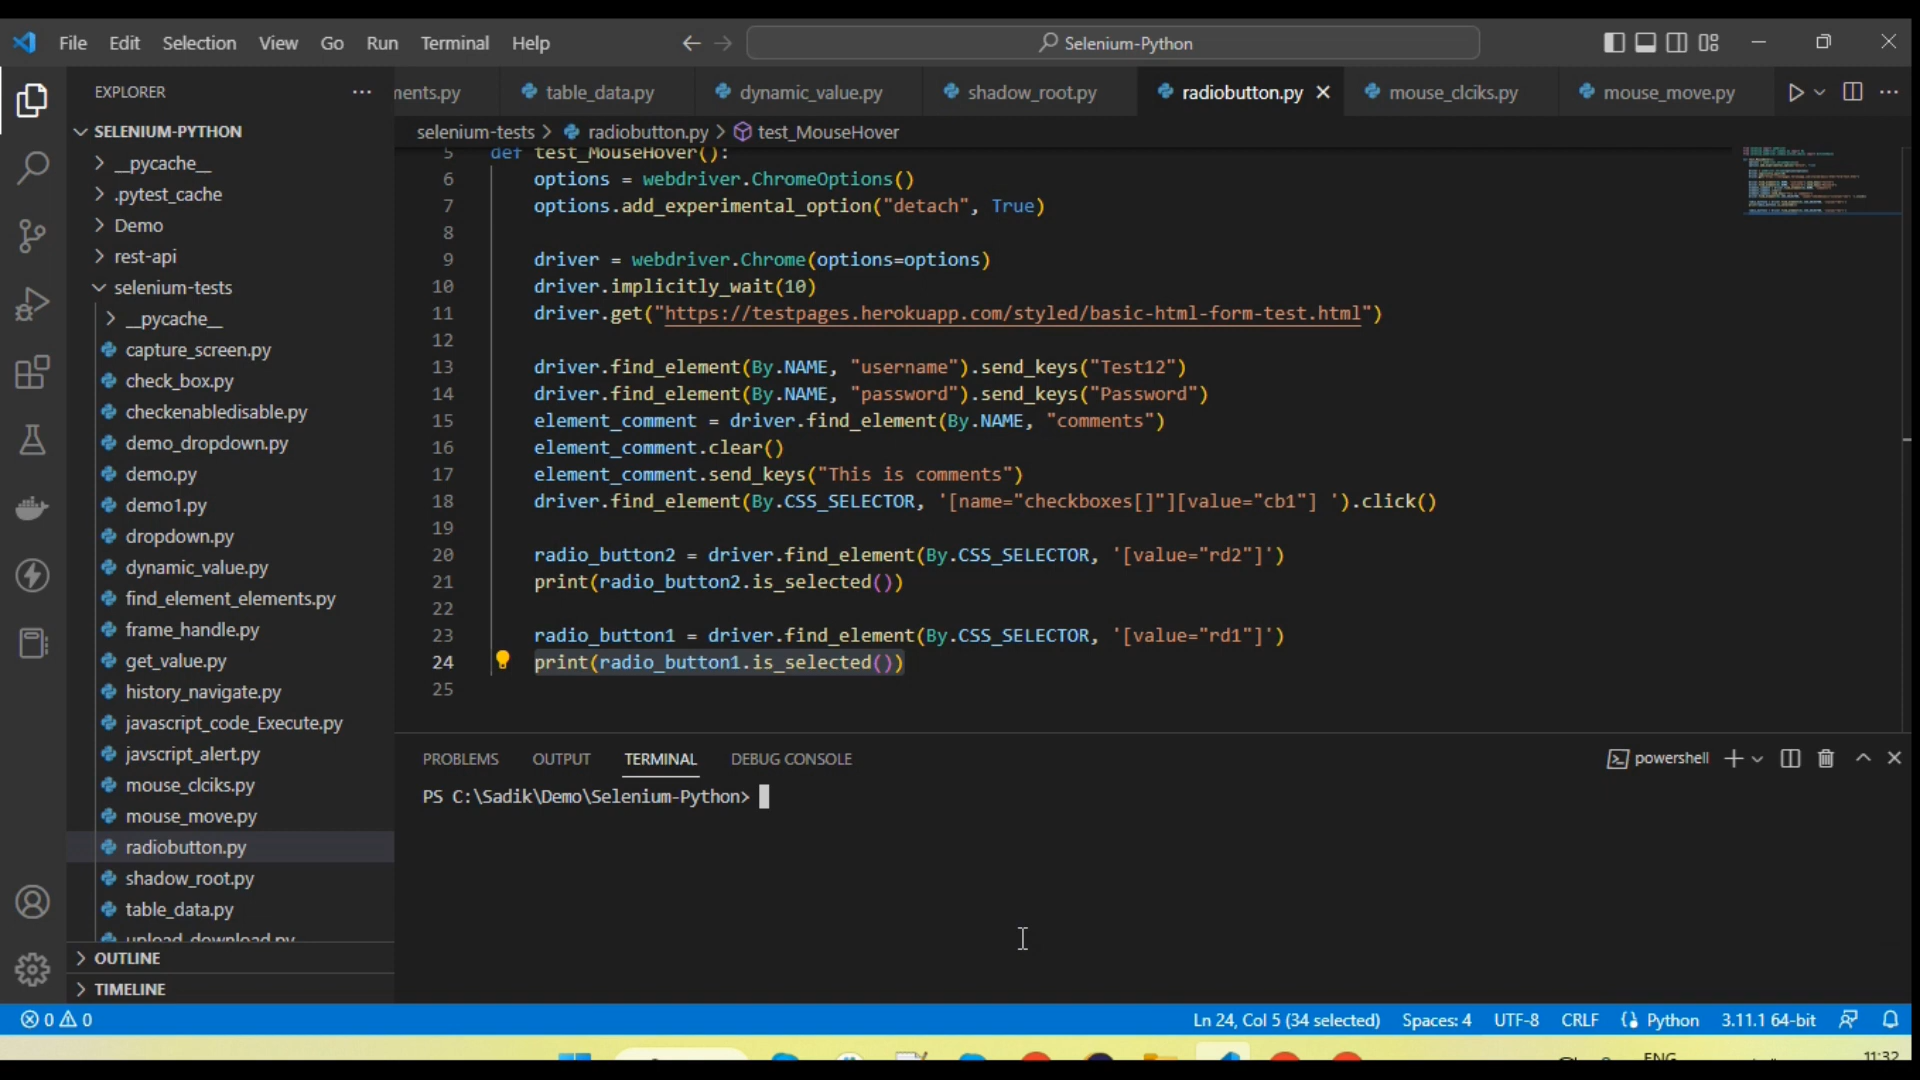 File Edit Selection View Go Run Terminal Help
Selenium-Python
EXPLORER
ments.py table_data.py dynamic_value.py shadow_root.py radiobutton.py mouse_clciks.py mouse_move.py
selenium-tests > radiobutton.py > test_MouseHover
SELENIUM-PYTHON
__pycache__
.pytest_cache
Demo
rest-api
selenium-tests
__pycache__
capture_screen.py
check_box.py
checkenabledisable.py
demo_dropdown.py
demo.py
demo1.py
dropdown.py
dynamic_value.py
find_element_elements.py
frame_handle.py
get_value.py
history_navigate.py
javascript_code_Execute.py
javscript_alert.py
mouse_clciks.py
mouse_move.py
radiobutton.py
shadow_root.py
table_data.py
upload_download.py
OUTLINE
TIMELINE
5 def test_MouseHover():
6 options = webdriver.ChromeOptions()
7 options.add_experimental_option("detach", True)
8
9 driver = webdriver.Chrome(options=options)
10 driver.implicitly_wait(10)
11 driver.get("https://testpages.herokuapp.com/styled/basic-html-form-test.html")
12
13 driver.find_element(By.NAME, "username").send_keys("Test12")
14 driver.find_element(By.NAME, "password").send_keys("Password")
15 element_comment = driver.find_element(By.NAME, "comments")
16 element_comment.clear()
17 element_comment.send_keys("This is comments")
18 driver.find_element(By.CSS_SELECTOR, '[name="checkboxes[]"][value="cb1"] ').click()
19
20 radio_button2 = driver.find_element(By.CSS_SELECTOR, '[value="rd2"]')
21 print(radio_button2.is_selected())
22
23 radio_button1 = driver.find_element(By.CSS_SELECTOR, '[value="rd1"]')
24 print(radio_button1.is_selected())
25
PROBLEMS OUTPUT TERMINAL DEBUG CONSOLE
powershell
PS C:\Sadik\Demo\Selenium-Python>
0 0
Ln 24, Col 5 (34 selected) Spaces: 4 UTF-8 CRLF Python 3.11.1 64-bit
ENG
11:32